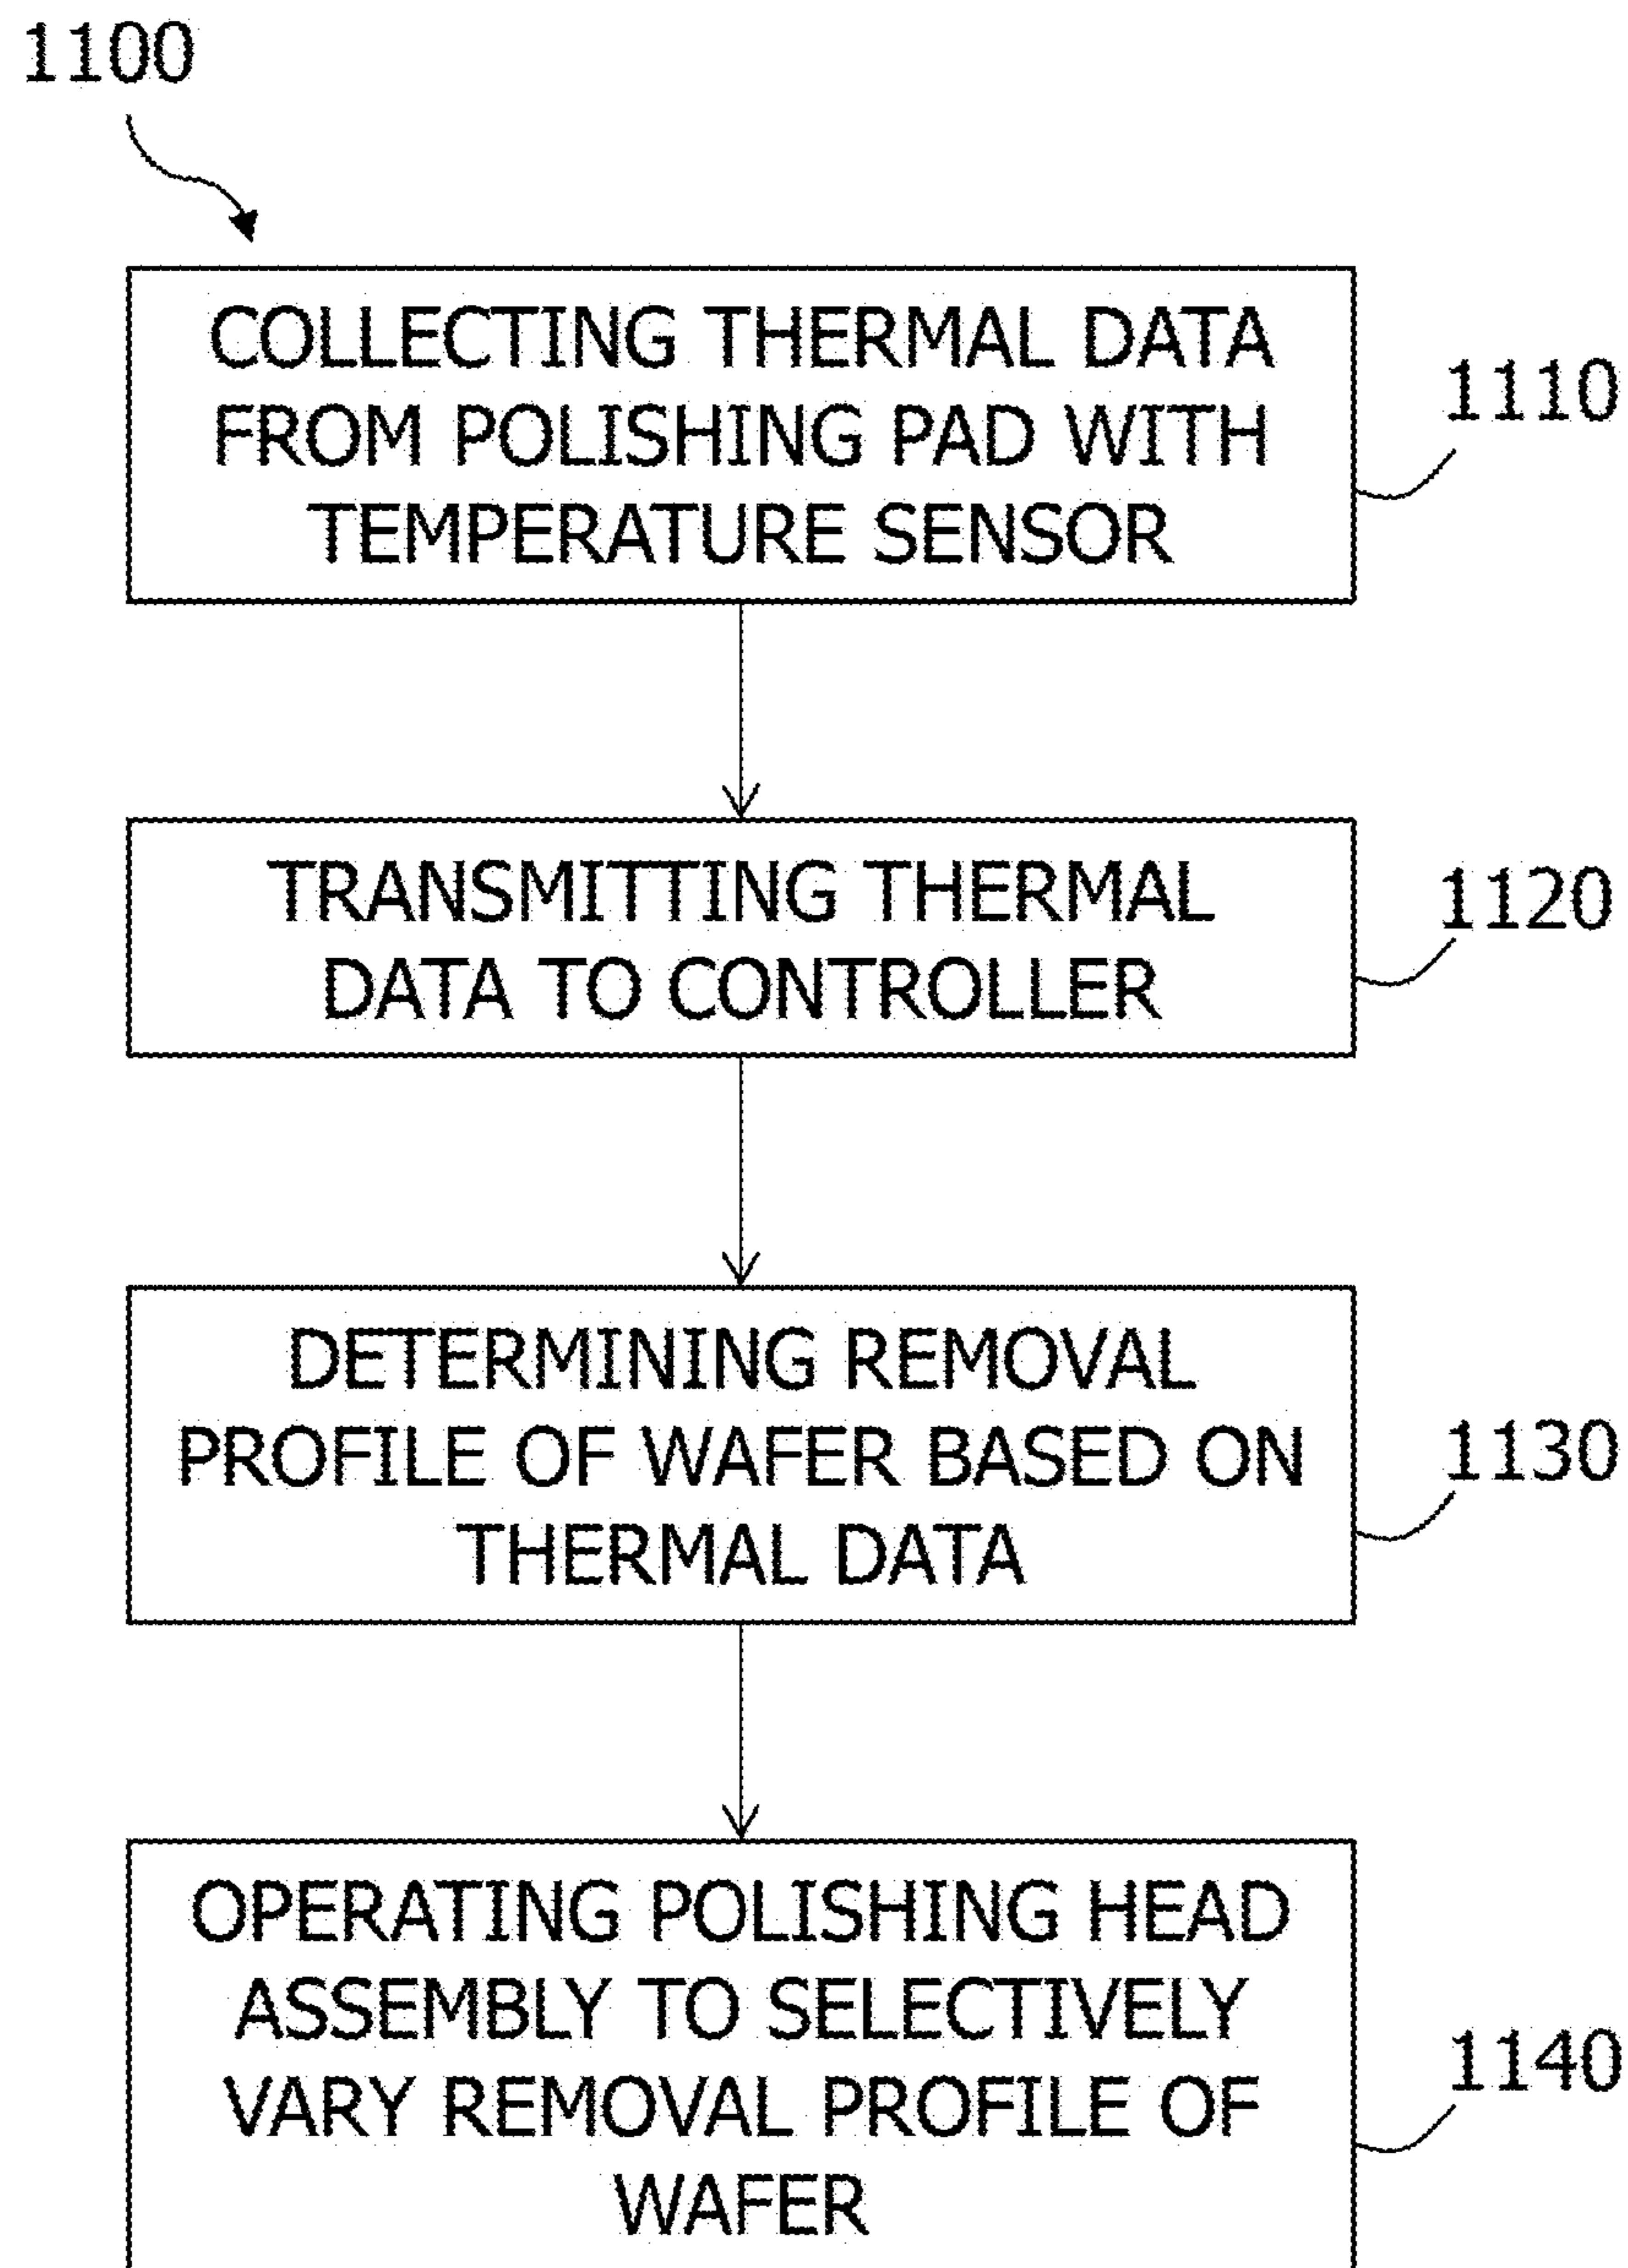 1100
COLLECTING THERMAL DATA
FROM POLISHING PAD WITH
TEMPERATURE SENSOR
1110
TRANSMITTING THERMAL
DATA TO CONTROLLER
1120
DETERMINING REMOVAL
PROFILE OF WAFER BASED ON
THERMAL DATA
1130
OPERATING POLISHING HEAD
ASSEMBLY TO SELECTIVELY
VARY REMOVAL PROFILE OF
WAFER
1140